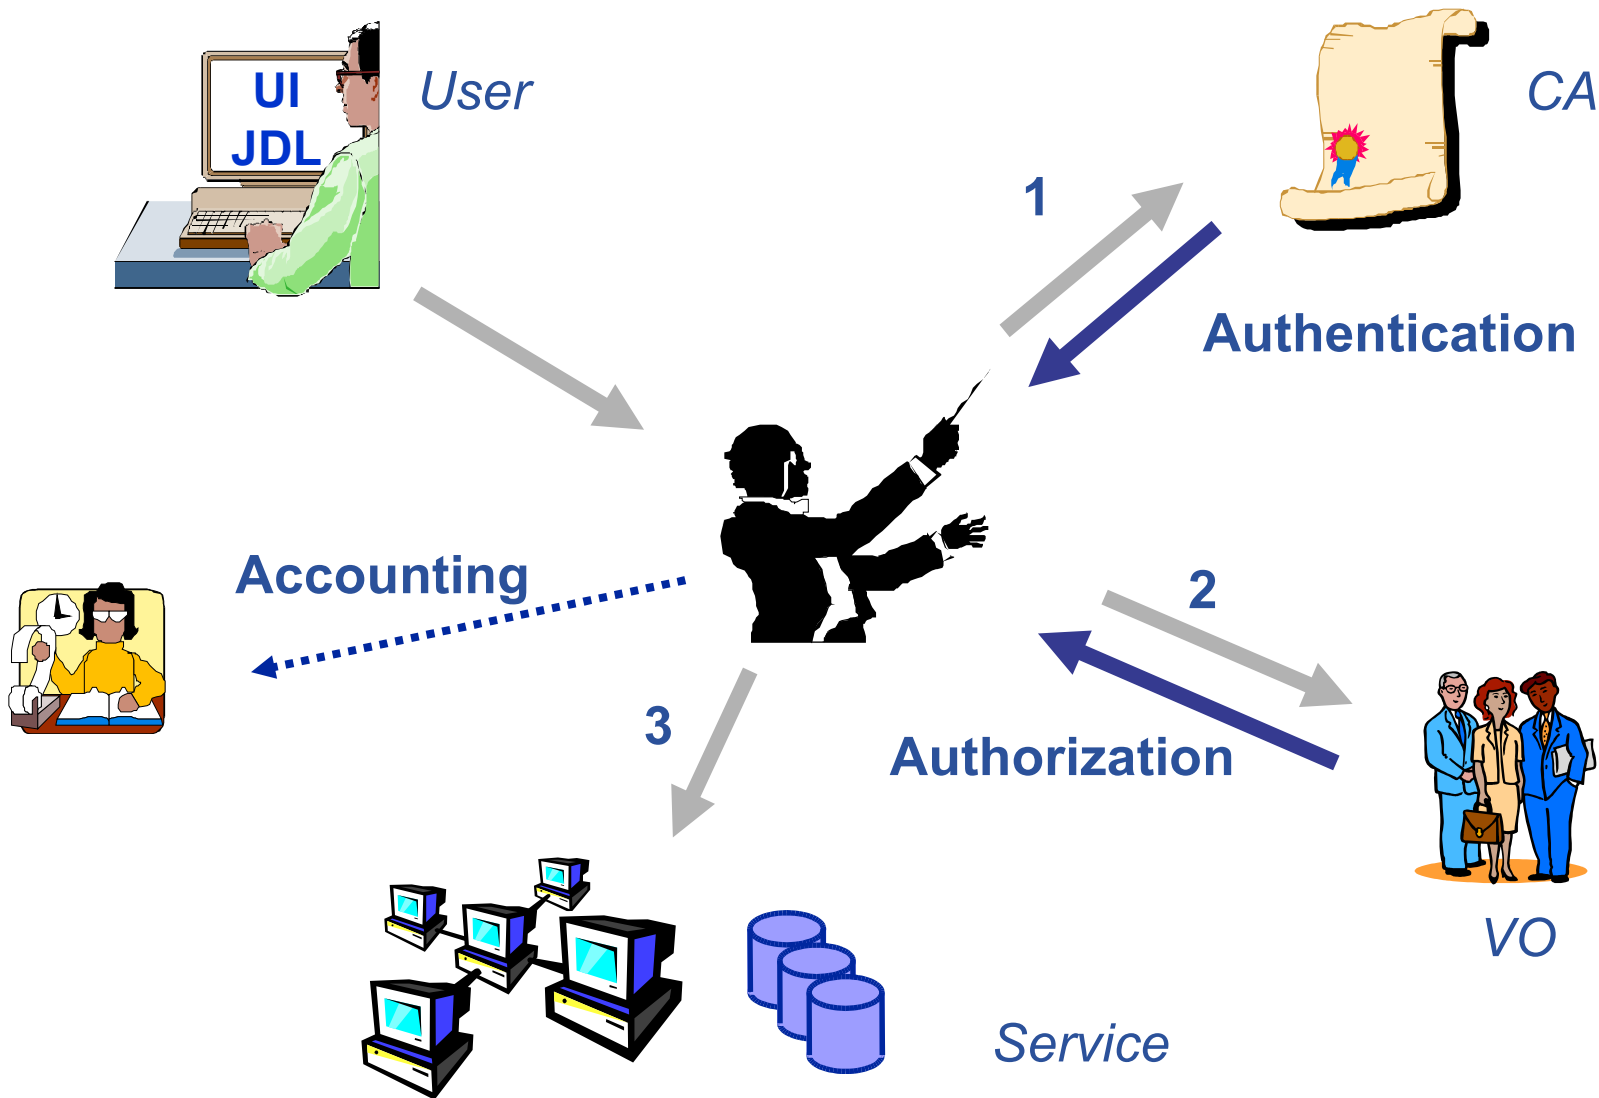 UI
JDL
User
CA
1
Authentication
Accounting
2
3
Authorization
VO
Service